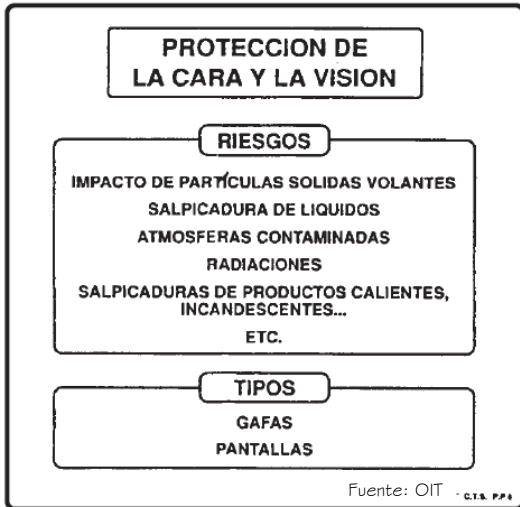 PROTECCION DE
LA CARA Y LA VISION
RIESGOS
IMPACTO DE PARTÍCULAS SOLIDAS VOLANTES
SALPICADURA DE LIQUIDOS
ATMOSFERAS CONTAMINADAS
RADIACIONES
SALPICADURAS DE PRODUCTOS CALIENTES,
INCANDESCENTES...
ETC.
TIPOS
GAFAS
PANTALLAS
Fuente: OIT - C.T.S. P.P